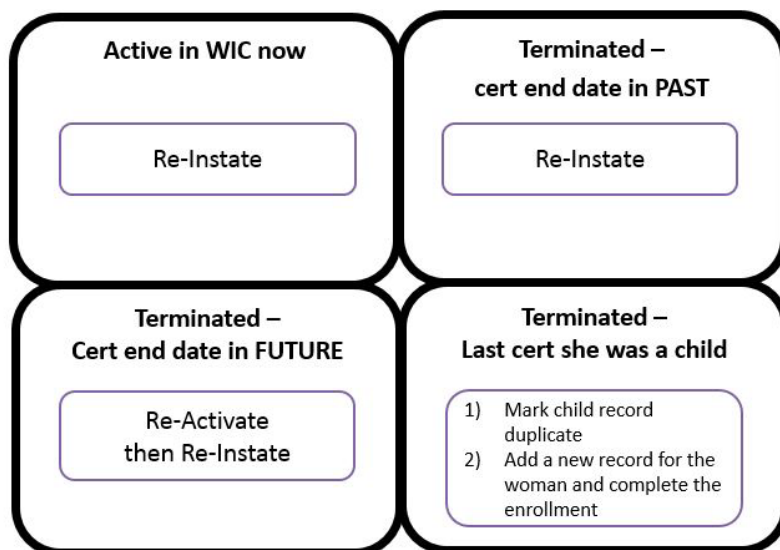 Active in WIC now
Re-Instate
Terminated –
cert end date in PAST
Re-Instate
Terminated –
Cert end date in FUTURE
Re-Activate
then Re-Instate
Terminated –
Last cert she was a child
1) Mark child record
duplicate
2) Add a new record for the
woman and complete the
enrollment